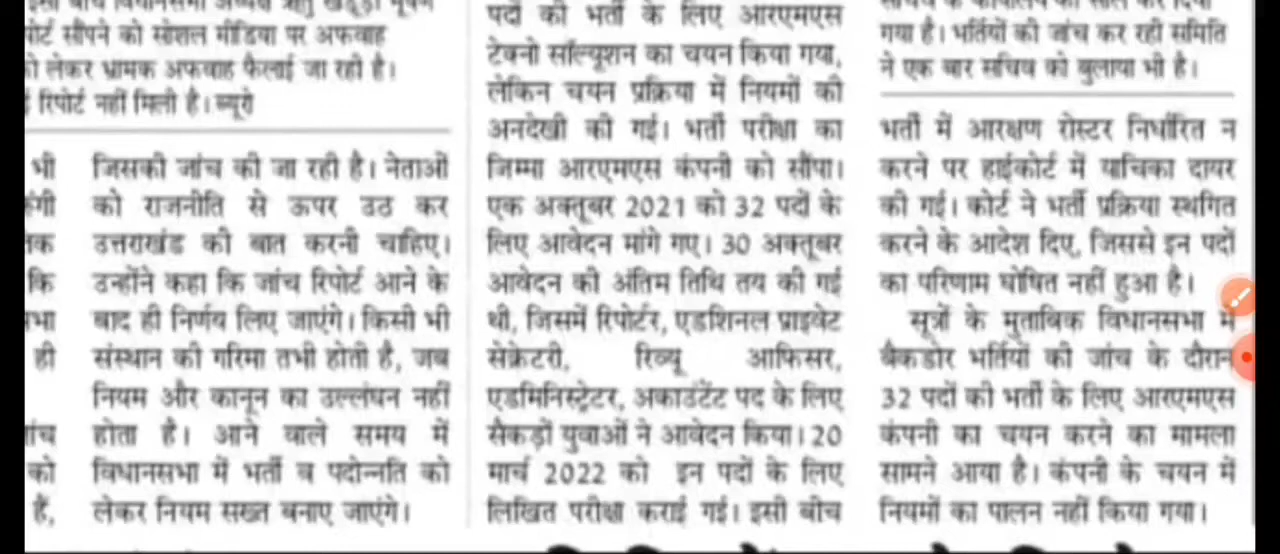 पोर्ट सौंपने को सोशल मीडिया पर अफवाह
को लेकर भ्रामक अफवाह फैलाई जा रही है।
रिपोर्ट नहीं मिली है। ब्यूरो
भी
तक
कि
ही
को
हैं,
जिसकी जांच की जा रही है। नेताओं
को राजनीति से ऊपर उठ कर
उत्तराखंड की बात करनी चाहिए।
उन्होंने कहा कि जांच रिपोर्ट आने के
बाद ही निर्णय लिए जाएंगे। किसी भी
संस्थान की गरिमा तभी होती है, जब
नियम और कानून का उल्लंघन नहीं
होता है। आने वाले समय में
विधानसभा में भर्ती व पदोन्नति को
लेकर नियम सख्त बनाए जाएंगे।
पदों की भर्ती के लिए आरएमएस
टेक्नो सॉल्यूशन का चयन किया गया,
लेकिन चयन प्रक्रिया में नियमों की
अनदेखी की गई। भर्ती परीक्षा का
जिम्मा आरएमएस कंपनी को सौंपा।
एक अक्तूबर 2021 को 32 पदों के
लिए आवेदन मांगे गए। 30 अक्तूबर
आवेदन की अंतिम तिथि तय की गई
थी, जिसमें रिपोर्टर, एडशिनल प्राइवेट
सेक्रेटरी, रिव्यू आफिसर,
एडमिनिस्ट्रेटर, अकाउंटेंट पद के लिए
सैकड़ों युवाओं ने आवेदन किया। 20
मार्च 2022 को इन पदों के लिए
लिखित परीक्षा कराई गई। इसी बीच
गया है। भर्तियों की जांच कर रही समिति
ने एक बार सचिव को बुलाया भी है।
भर्ती में आरक्षण रोस्टर निर्धारित न
करने पर हाईकोर्ट में याचिका दायर
की गई। कोर्ट ने भर्ती प्रक्रिया स्थगित
करने के आदेश दिए, जिससे इन पदों
का परिणाम घोषित नहीं हुआ है।
सूत्रों के मुताबिक विधानसभा में
बैकडोर भर्तियों की जांच के दौरान
32 पदों की भर्ती के लिए आरएमएस
कंपनी का चयन करने का मामला
सामने आया है। कंपनी के चयन में
नियमों का पालन नहीं किया गया।